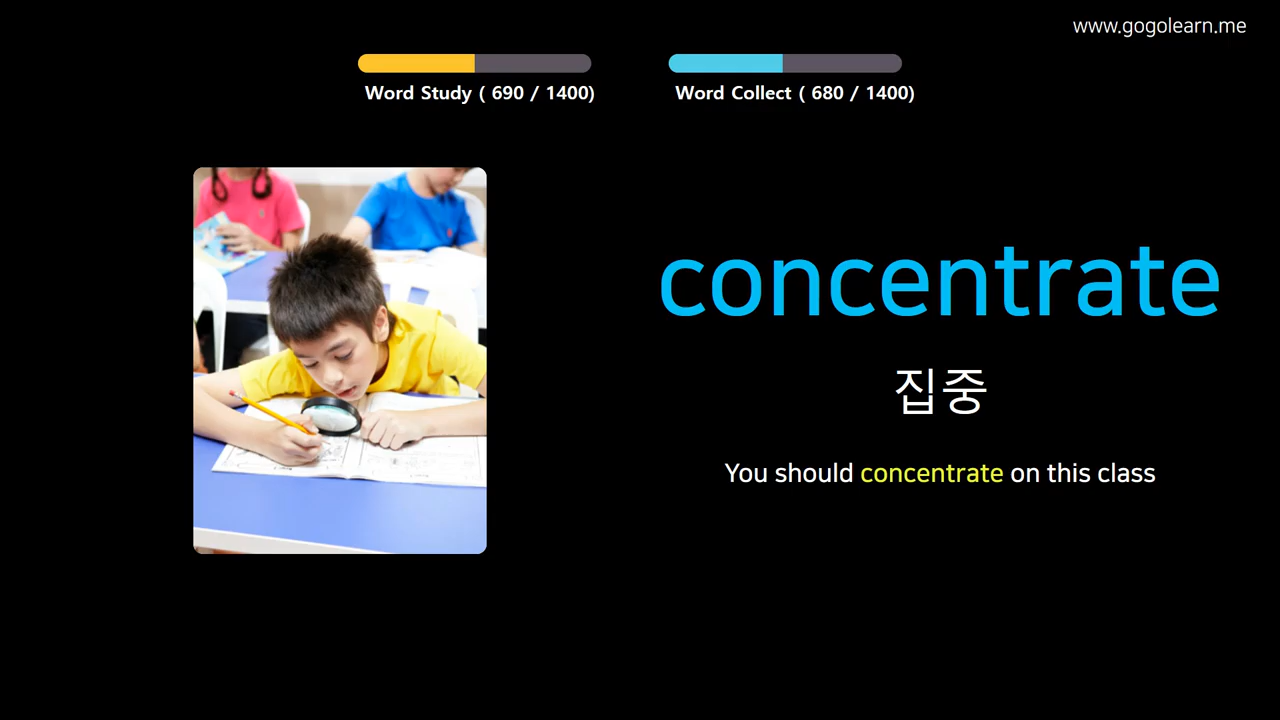 www.gogolearn.me
Word Study ( 690 / 1400)
Word Collect ( 680 / 1400)
concentrate
집중
You should concentrate on this class